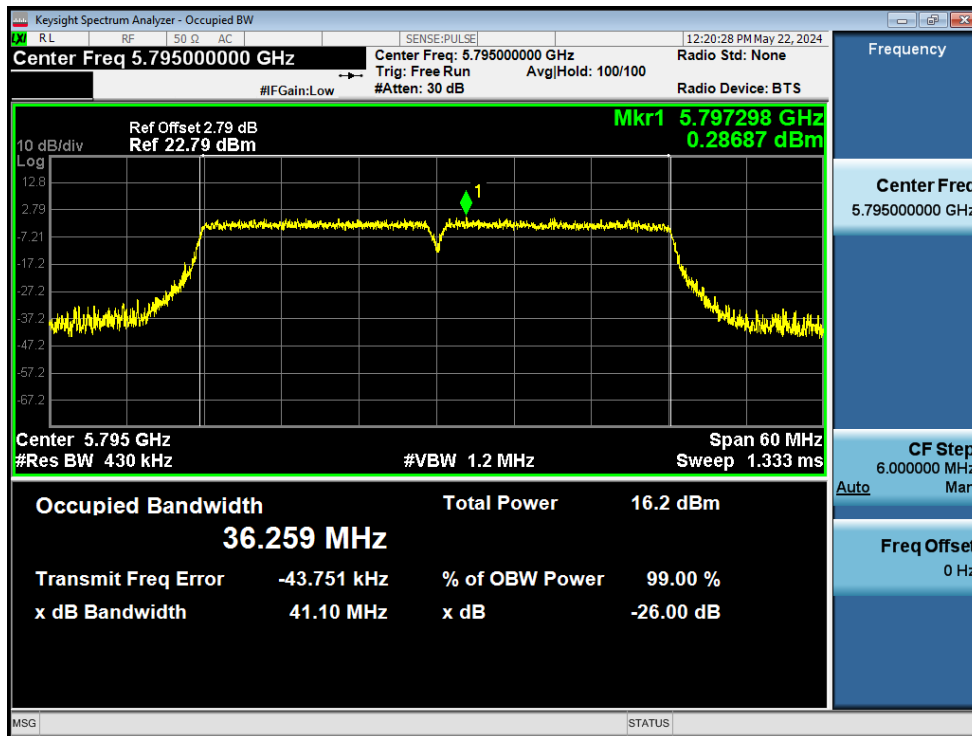 Keysight Spectrum Analyzer - Occupied BW
LXI RL RF 50 Ω AC SENSE:PULSE 12:20:28 PM May 22, 2024
Center Freq 5.795000000 GHz
Center Freq: 5.795000000 GHz Radio Std: None
Trig: Free Run Avg|Hold: 100/100
#IFGain:Low #Atten: 30 dB Radio Device: BTS
Mkr1 5.797298 GHz
0.28687 dBm
Ref Offset 2.79 dB
10 dB/div Ref 22.79 dBm
Log
12.8
1
2.79
-7.21
-17.2
-27.2
-37.2
-47.2
-57.2
-67.2
Center 5.795 GHz Span 60 MHz
#Res BW 430 kHz #VBW 1.2 MHz Sweep 1.333 ms
Occupied Bandwidth Total Power 16.2 dBm
36.259 MHz
Transmit Freq Error -43.751 kHz % of OBW Power 99.00 %
x dB Bandwidth 41.10 MHz x dB -26.00 dB
MSG STATUS
Frequency
Center Freq
5.795000000 GHz
CF Step
6.000000 MHz
Auto Man
Freq Offset
0 Hz